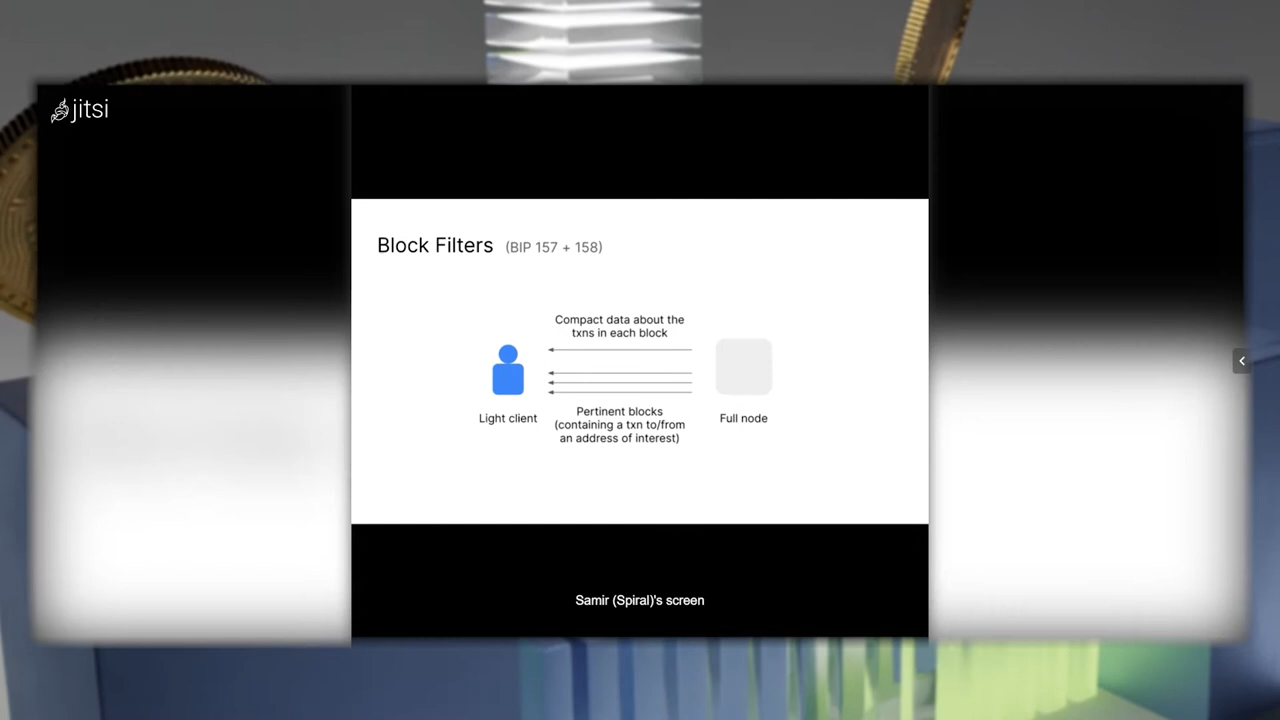 jitsi
Block Filters (BIP 157 + 158)
Compact data about the
txns in each block
Light client
Pertinent blocks
(containing a txn to/from
an address of interest)
Full node
Samir (Spiral)'s screen